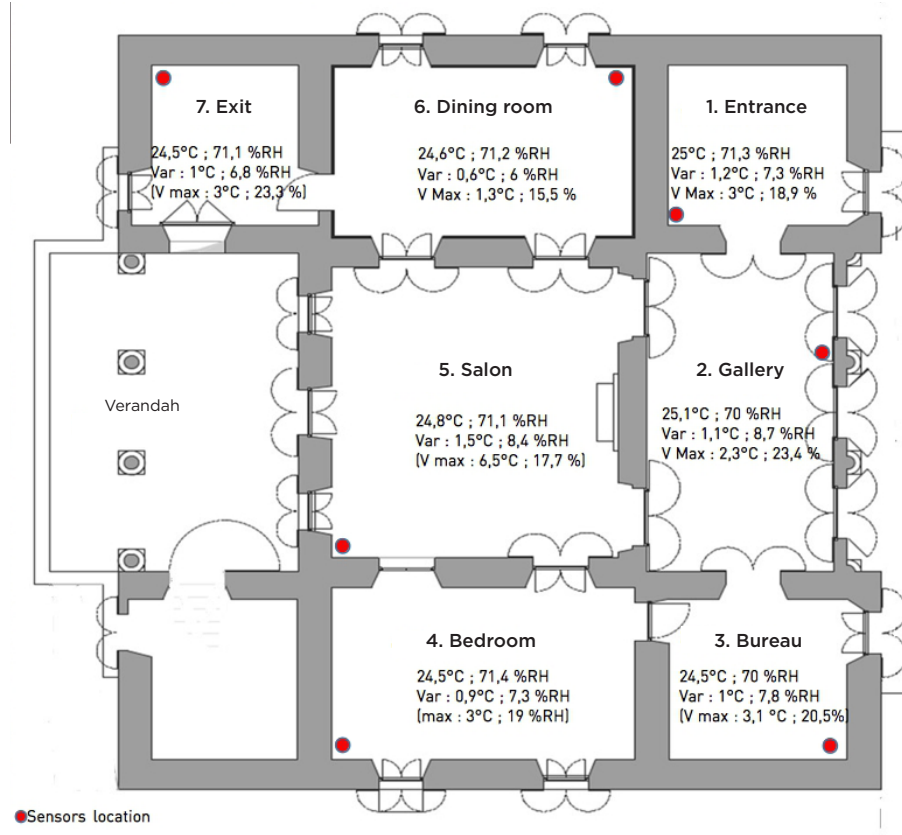 7. Exit
24,5°C ; 71,1 %RH
Var : 1°C ; 6,8 %RH
(V max : 3°C ; 23,3 %)
6. Dining room
24,6°C ; 71,2 %RH
Var : 0,6°C ; 6 %RH
V Max : 1,3°C ; 15,5 %
1. Entrance
25°C ; 71,3 %RH
Var : 1,2°C ; 7,3 %RH
V Max : 3°C ; 18,9 %
Verandah
5. Salon
24,8°C ; 71,1 %RH
Var : 1,5°C ; 8,4 %RH
(V max : 6,5°C ; 17,7 %)
2. Gallery
25,1°C ; 70 %RH
Var : 1,1°C ; 8,7 %RH
V Max : 2,3°C ; 23,4 %
4. Bedroom
24,5°C ; 71,4 %RH
Var : 0,9°C ; 7,3 %RH
(max : 3°C ; 19 %RH)
3. Bureau
24,5°C ; 70 %RH
Var : 1°C ; 7,8 %RH
(V max : 3,1 °C ; 20,5%)
Sensors location